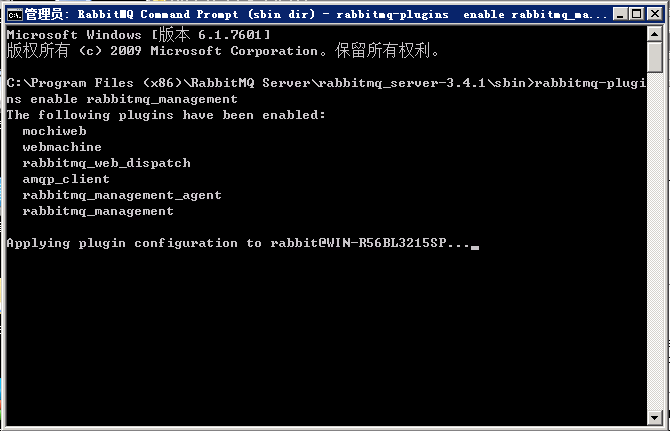 管理员: RabbitMQ Command Prompt (sbin dir) - rabbitmq-plugins  enable rabbitmq_ma...
Microsoft Windows [版本 6.1.7601]
版权所有 (c) 2009 Microsoft Corporation。保留所有权利。
C:\Program Files (x86)\RabbitMQ Server\rabbitmq_server-3.4.1\sbin>rabbitmq-plugi
ns enable rabbitmq_management
The following plugins have been enabled:
  mochiweb
  webmachine
  rabbitmq_web_dispatch
  amqp_client
  rabbitmq_management_agent
  rabbitmq_management
Applying plugin configuration to rabbit@WIN-R56BL3215SP...